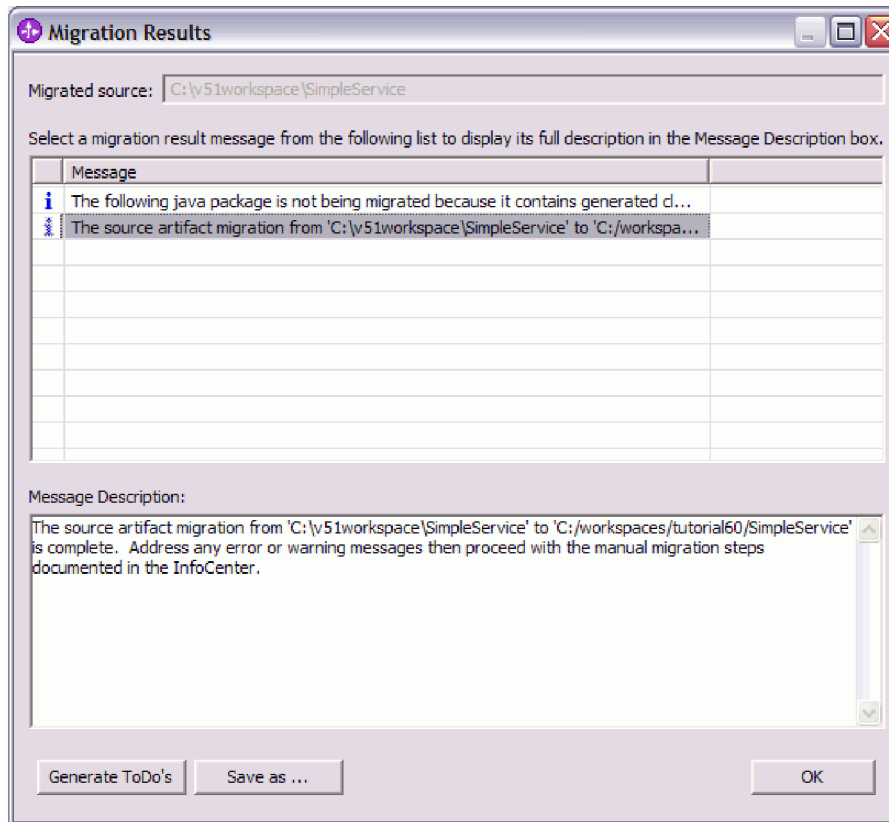 Migration Results
Migrated source: C:\v51workspace\SimpleService
Select a migration result message from the following list to display its full description in the Message Description box.
Message
i The following java package is not being migrated because it contains generated cl...
i The source artifact migration from 'C:\v51workspace\SimpleService' to 'C:/workspa...
Message Description:
The source artifact migration from 'C:\v51workspace\SimpleService' to 'C:/workspaces/tutorial60/SimpleService'
is complete.  Address any error or warning messages then proceed with the manual migration steps
documented in the InfoCenter.
Generate ToDo's Save as ... OK